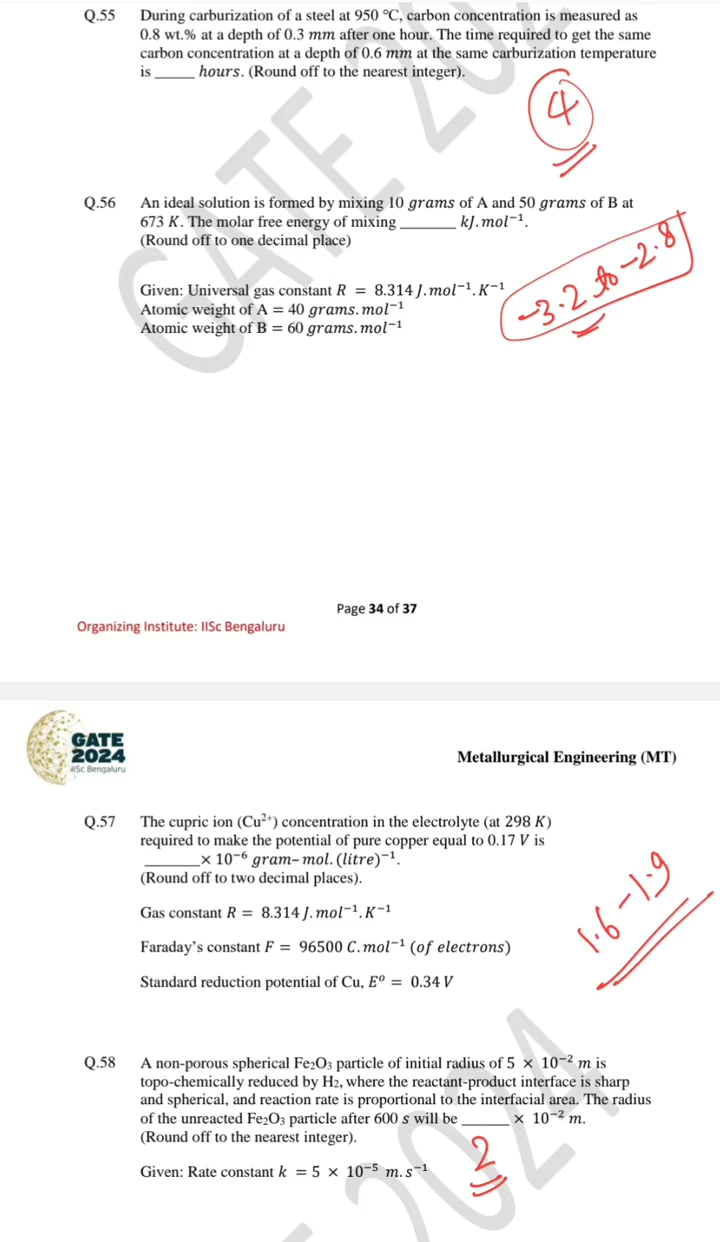 Q.55 During carburization of a steel at 950 °C, carbon concentration is measured as
0.8 wt.% at a depth of 0.3 mm after one hour. The time required to get the same
carbon concentration at a depth of 0.6 mm at the same carburization temperature
is ______ hours. (Round off to the nearest integer).
4
Q.56 An ideal solution is formed by mixing 10 grams of A and 50 grams of B at
673 K. The molar free energy of mixing ________ kJ.mol⁻¹.
(Round off to one decimal place)
Given: Universal gas constant R = 8.314 J.mol⁻¹.K⁻¹
Atomic weight of A = 40 grams.mol⁻¹
Atomic weight of B = 60 grams.mol⁻¹
-3.2 to -2.8
Page 34 of 37
Organizing Institute: IISc Bengaluru
GATE
2024
IISc Bengaluru
Metallurgical Engineering (MT)
Q.57 The cupric ion (Cu²⁺) concentration in the electrolyte (at 298 K)
required to make the potential of pure copper equal to 0.17 V is
________× 10⁻⁶ gram-mol.(litre)⁻¹.
(Round off to two decimal places).
Gas constant R = 8.314 J.mol⁻¹.K⁻¹
Faraday's constant F = 96500 C.mol⁻¹ (of electrons)
Standard reduction potential of Cu, Eᵒ = 0.34 V
1.6-1.9
Q.58 A non-porous spherical Fe₂O₃ particle of initial radius of 5 × 10⁻² m is
topo-chemically reduced by H₂, where the reactant-product interface is sharp
and spherical, and reaction rate is proportional to the interfacial area. The radius
of the unreacted Fe₂O₃ particle after 600 s will be _______ × 10⁻² m.
(Round off to the nearest integer).
Given: Rate constant k = 5 × 10⁻⁵ m.s⁻¹
2
GATE 2024
2024